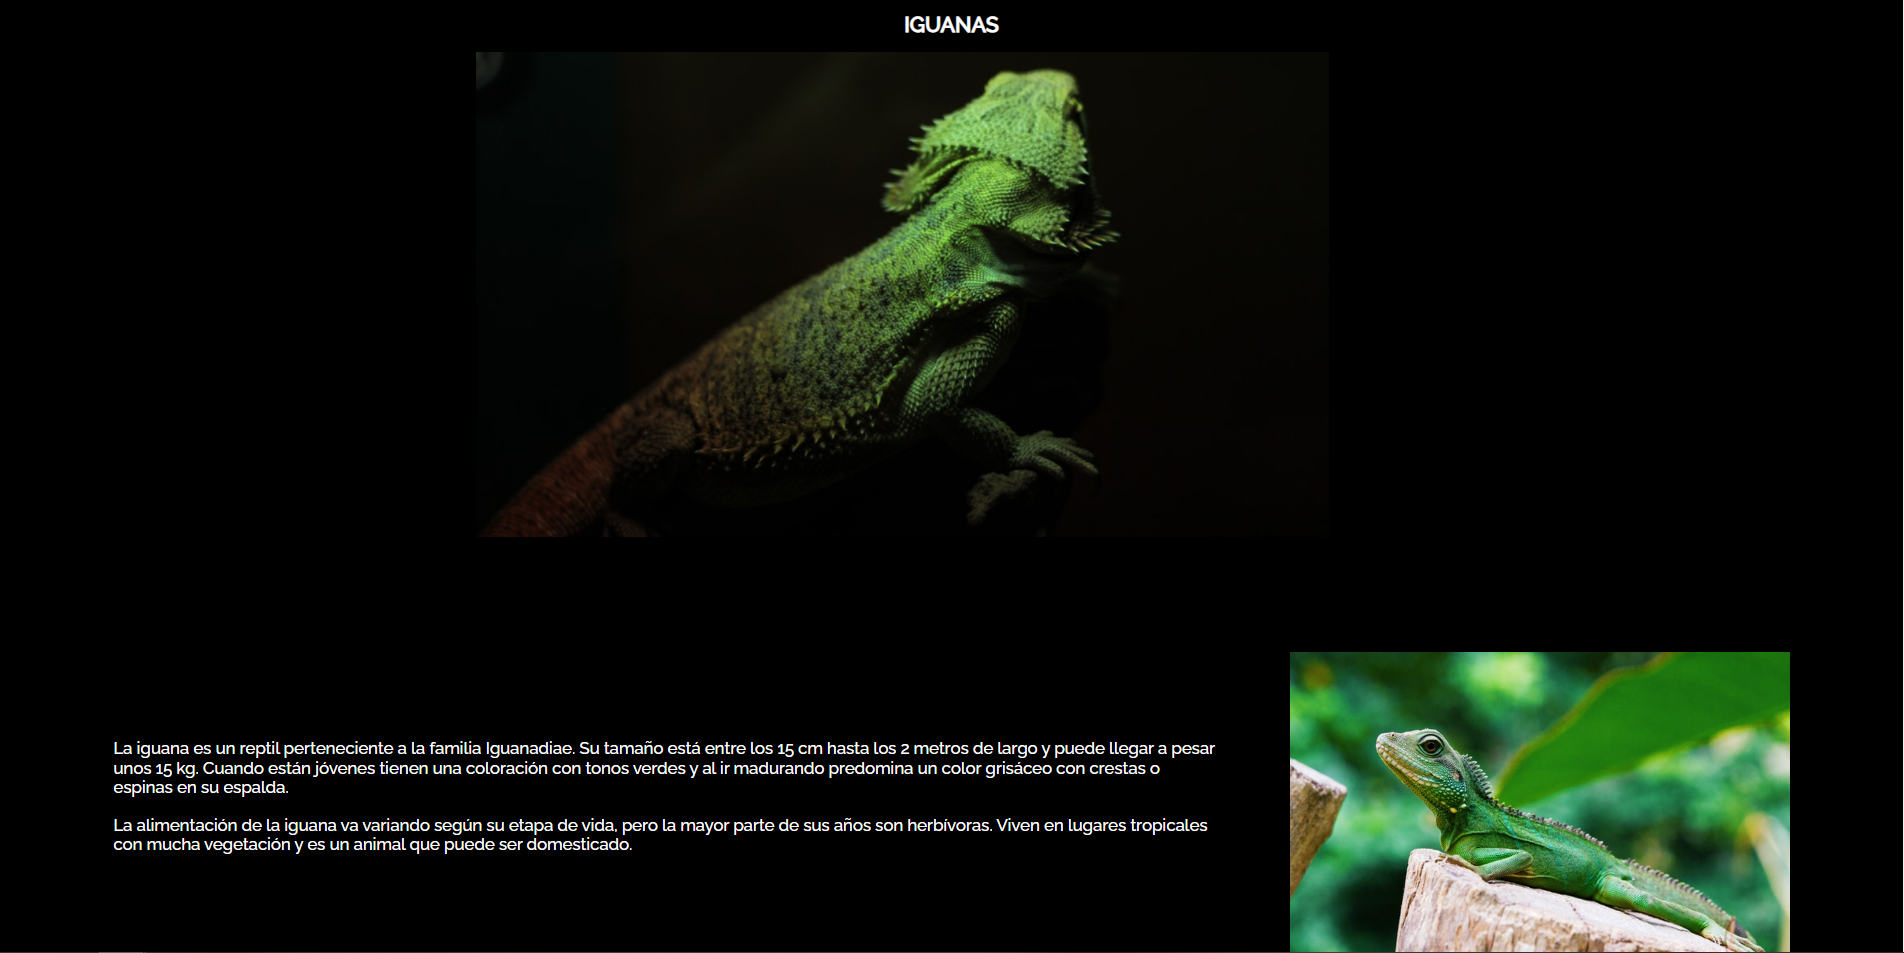 IGUANAS
La iguana es un reptil perteneciente a la familia Iguanadiae. Su tamaño está entre los 15 cm hasta los 2 metros de largo y puede llegar a pesar
unos 15 kg. Cuando están jóvenes tienen una coloración con tonos verdes y al ir madurando predomina un color grisáceo con crestas o
espinas en su espalda.
La alimentación de la iguana va variando según su etapa de vida, pero la mayor parte de sus años son herbívoras. Viven en lugares tropicales
con mucha vegetación y es un animal que puede ser domesticado.